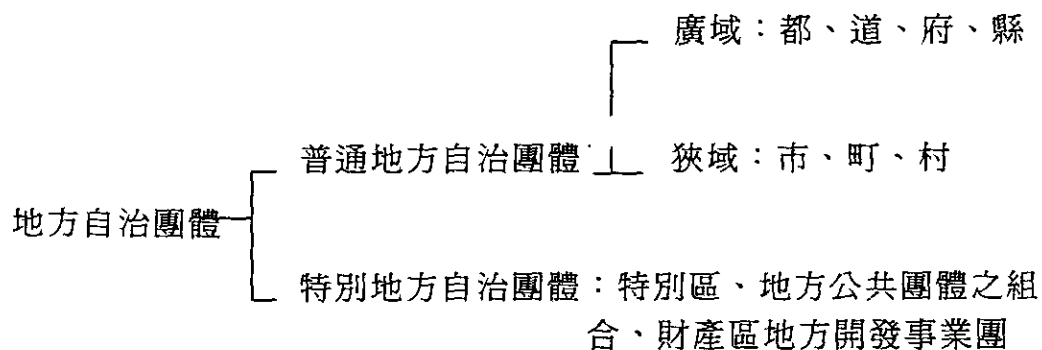 廣域：都、道、府、縣
普通地方自治團體
狹域：市、町、村
地方自治團體
特別地方自治團體：特別區、地方公共團體之組
合、財產區地方開發事業團